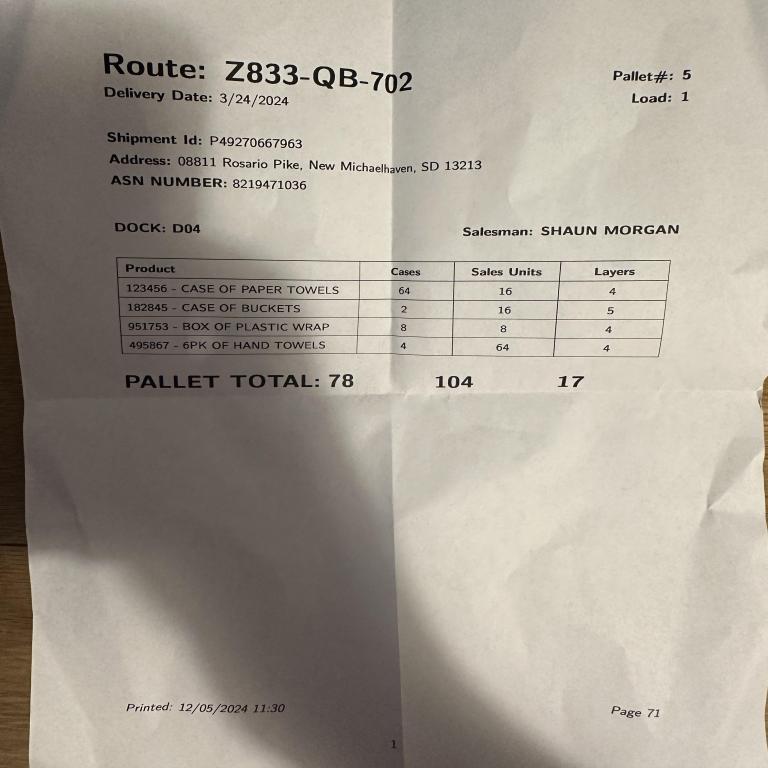 Route: Z833-QB-702
Pallet#: 5
Delivery Date: 3/24/2024
Load: 1
Shipment Id: P49270667963
Address: 08811 Rosario Pike, New Michaelhaven, SD 13213
ASN NUMBER: 8219471036
DOCK: D04
Salesman: SHAUN MORGAN
Product Cases Sales Units Layers
123456 - CASE OF PAPER TOWELS 64 16 4
182845 - CASE OF BUCKETS 2 16 5
951753 - BOX OF PLASTIC WRAP 8 8 4
495867 - 6PK OF HAND TOWELS 4 64 4
PALLET TOTAL: 78 104 17
Printed: 12/05/2024 11:30
Page 71
1